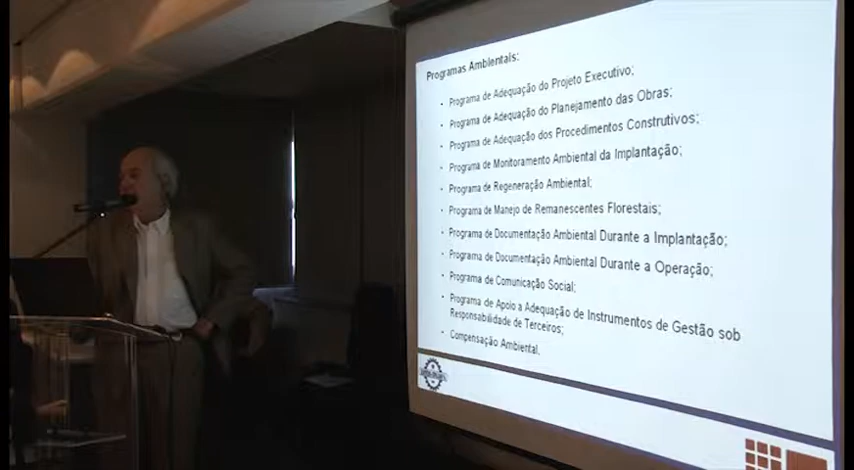 Programas Ambientais:
• Programa de Adequação do Projeto Executivo;
• Programa de Adequação do Planejamento das Obras;
• Programa de Adequação dos Procedimentos Construtivos;
• Programa de Monitoramento Ambiental da Implantação;
• Programa de Regeneração Ambiental;
• Programa de Manejo de Remanescentes Florestais;
• Programa de Documentação Ambiental Durante a Implantação;
• Programa de Documentação Ambiental Durante a Operação;
• Programa de Comunicação Social;
• Programa de Apoio a Adequação de Instrumentos de Gestão sob
Responsabilidade de Terceiros;
• Compensação Ambiental.